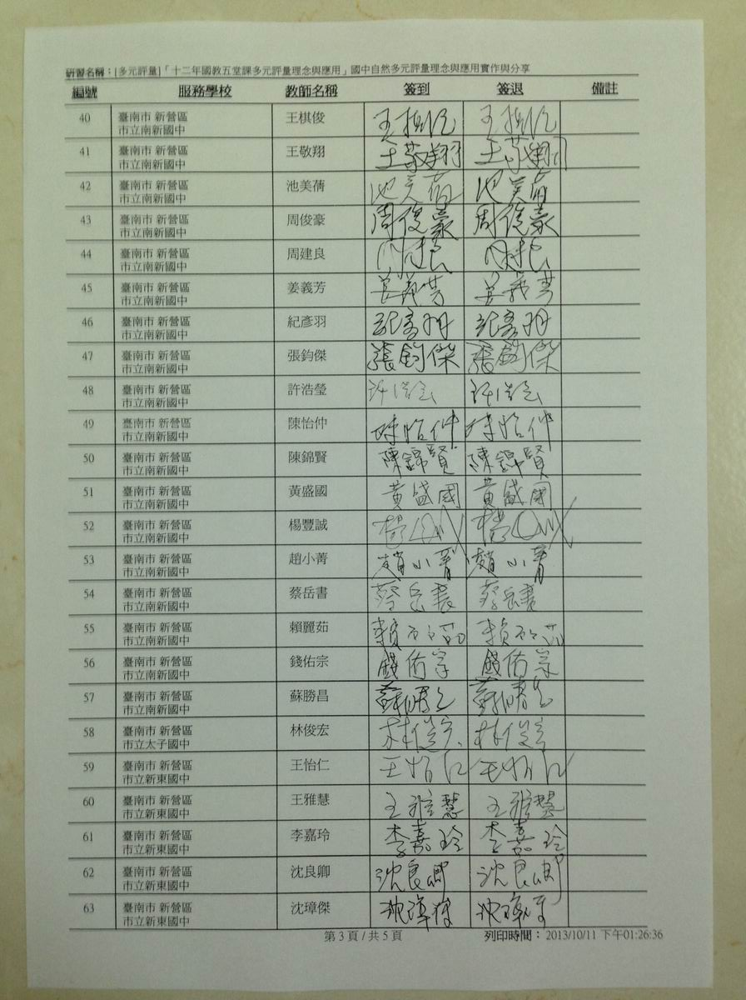 研習名稱：[多元評量]「十二年國教五堂課多元評量理念與應用」國中自然多元評量理念與應用實作與分享
編號 服務學校 教師名稱 簽到 簽退 備註
40 臺南市 新營區 王棋俊 王棋俊 王棋俊
市立南新國中
41 臺南市 新營區 王敬翔 王敬翔 王敬翔
市立南新國中
42 臺南市 新營區 池美蒨 池美蒨 池美蒨
市立南新國中
43 臺南市 新營區 周俊豪 周俊豪 周俊豪
市立南新國中
44 臺南市 新營區 周建良 周建良 周建良
市立南新國中
45 臺南市 新營區 姜義芳 姜義芳 姜義芳
市立南新國中
46 臺南市 新營區 紀彥羽 紀彥羽 紀彥羽
市立南新國中
47 臺南市 新營區 張鈞傑 張鈞傑 張鈞傑
市立南新國中
48 臺南市 新營區 許浩瑩
市立南新國中
49 臺南市 新營區 陳怡仲 陳怡仲 陳怡仲
市立南新國中
50 臺南市 新營區 陳錦賢 陳錦賢 陳錦賢
市立南新國中
51 臺南市 新營區 黃盛國 黃盛國 黃盛國
市立南新國中
52 臺南市 新營區 楊豐誠
市立南新國中
53 臺南市 新營區 趙小菁 趙小菁 趙小菁
市立南新國中
54 臺南市 新營區 蔡岳書 蔡岳書 蔡岳書
市立南新國中
55 臺南市 新營區 賴麗茹 賴麗茹 賴麗茹
市立南新國中
56 臺南市 新營區 錢佑宗 錢佑宗 錢佑宗
市立南新國中
57 臺南市 新營區 蘇勝昌 蘇勝昌 蘇勝昌
市立南新國中
58 臺南市 新營區 林俊宏 林俊宏 林俊宏
市立太子國中
59 臺南市 新營區 王怡仁 王怡仁 王怡仁
市立新東國中
60 臺南市 新營區 王雅慧 王雅慧 王雅慧
市立新東國中
61 臺南市 新營區 李嘉玲 李嘉玲 李嘉玲
市立新東國中
62 臺南市 新營區 沈良卿 沈良卿 沈良卿
市立新東國中
63 臺南市 新營區 沈璋傑 沈璋傑 沈璋傑
市立新東國中
第 3 頁 / 共 5 頁 列印時間： 2013/10/11 下午01:26:36